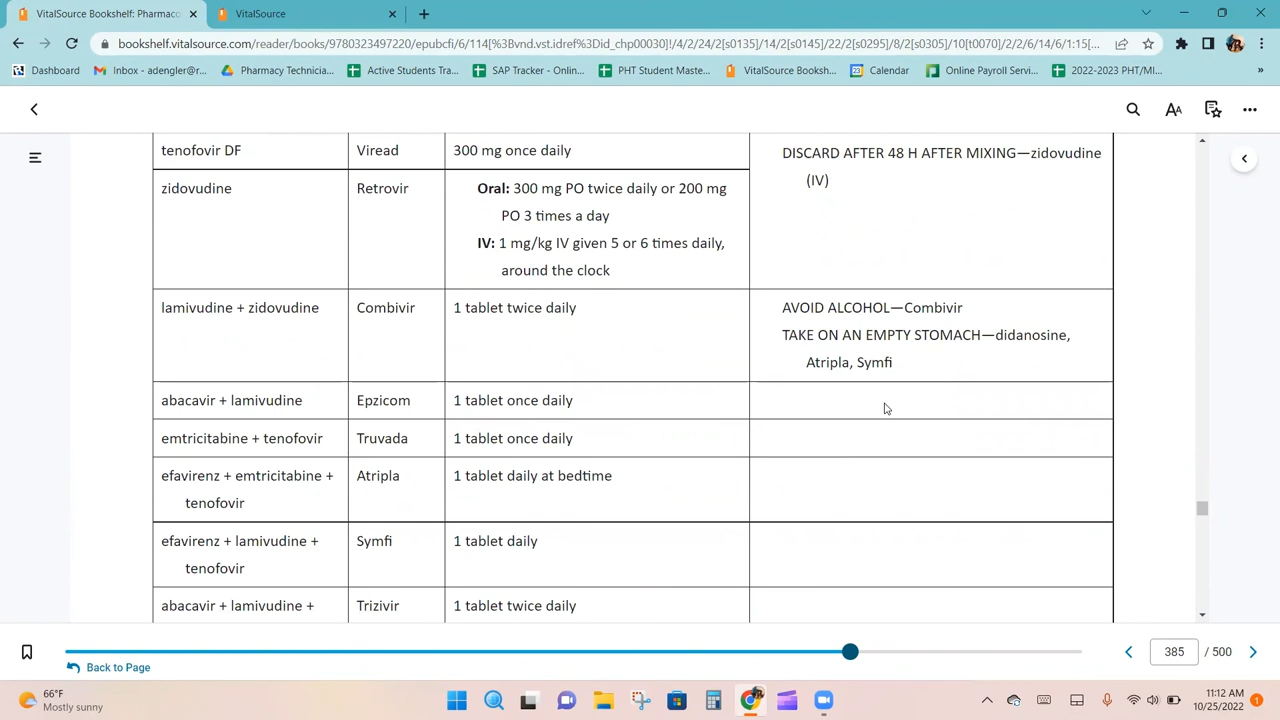 VitalSource Bookshelf: Pharmaco
VitalSource
bookshelf.vitalsource.com/reader/books/9780323497220/epubcfi/6/114[%3Bvnd.vst.idref%3Did_chp00030]!/4/2/24/2[s0135]/14/2[s0145]/22/2[s0295]/8/2[s0305]/10[t0070]/2/2/6/14/6/1:15[...
Dashboard
Inbox - adengler@r...
Pharmacy Technicia...
Active Students Tra...
SAP Tracker - Onlin...
PHT Student Maste...
VitalSource Booksh...
Calendar
Online Payroll Servi...
2022-2023 PHT/MI...
tenofovir DF
Viread
300 mg once daily
DISCARD AFTER 48 H AFTER MIXING—zidovudine
(IV)
zidovudine
Retrovir
Oral: 300 mg PO twice daily or 200 mg
PO 3 times a day
IV: 1 mg/kg IV given 5 or 6 times daily,
around the clock
lamivudine + zidovudine
Combivir
1 tablet twice daily
AVOID ALCOHOL—Combivir
TAKE ON AN EMPTY STOMACH—didanosine,
Atripla, Symfi
abacavir + lamivudine
Epzicom
1 tablet once daily
emtricitabine + tenofovir
Truvada
1 tablet once daily
efavirenz + emtricitabine +
tenofovir
Atripla
1 tablet daily at bedtime
efavirenz + lamivudine +
tenofovir
Symfi
1 tablet daily
abacavir + lamivudine +
Trizivir
1 tablet twice daily
385 / 500
Back to Page
66°F
Mostly sunny
11:12 AM
10/25/2022
1